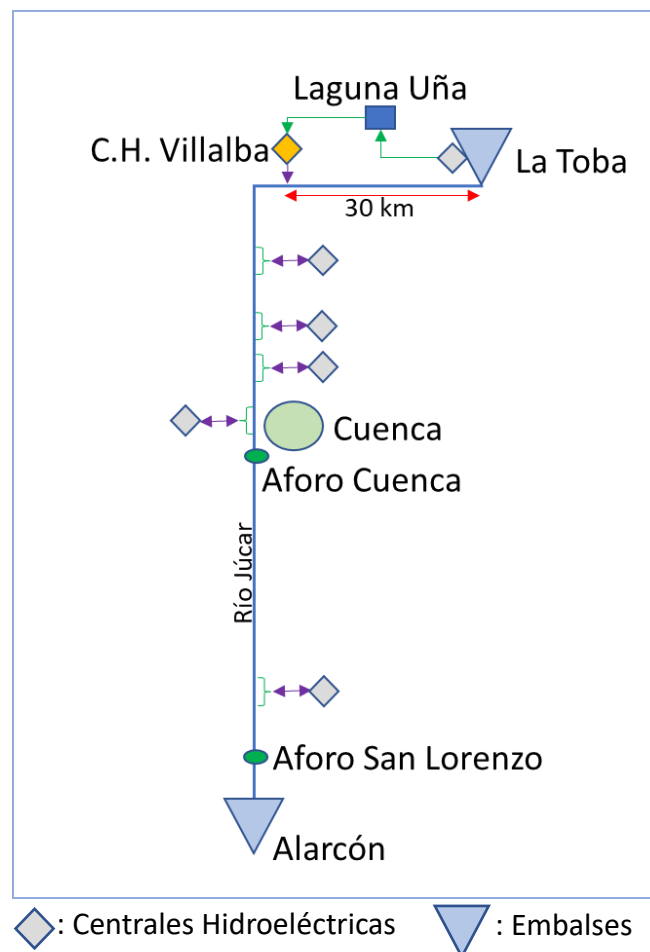 Laguna Uña
C.H. Villalba
La Toba
30 km
Cuenca
Aforo Cuenca
Río Júcar
Aforo San Lorenzo
Alarcón
: Centrales Hidroeléctricas
: Embalses